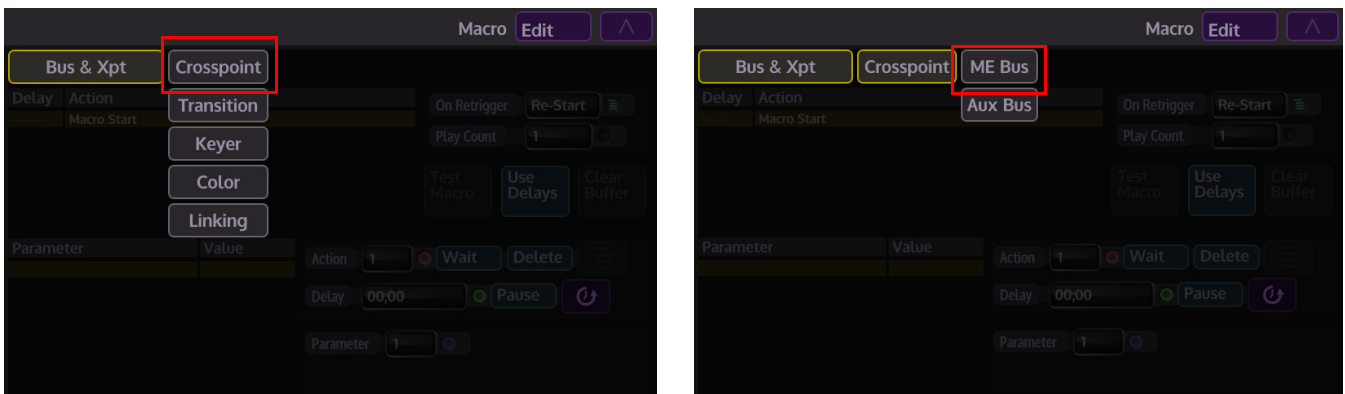 Macro Edit
Bus & Xpt Crosspoint
Delay Action Transition On Retrigger Re-Start
Macro Start
Keyer Play Count 1
Color Test Macro Use Delays Clear Buffer
Linking
Parameter Value Action 1 Wait Delete
Delay 00;00 Pause
Parameter 1
Macro Edit
Bus & Xpt Crosspoint ME Bus
Delay Action Aux Bus On Retrigger Re-Start
Macro Start
Play Count 1
Test Macro Use Delays Clear Buffer
Parameter Value Action 1 Wait Delete
Delay 00;00 Pause
Parameter 1